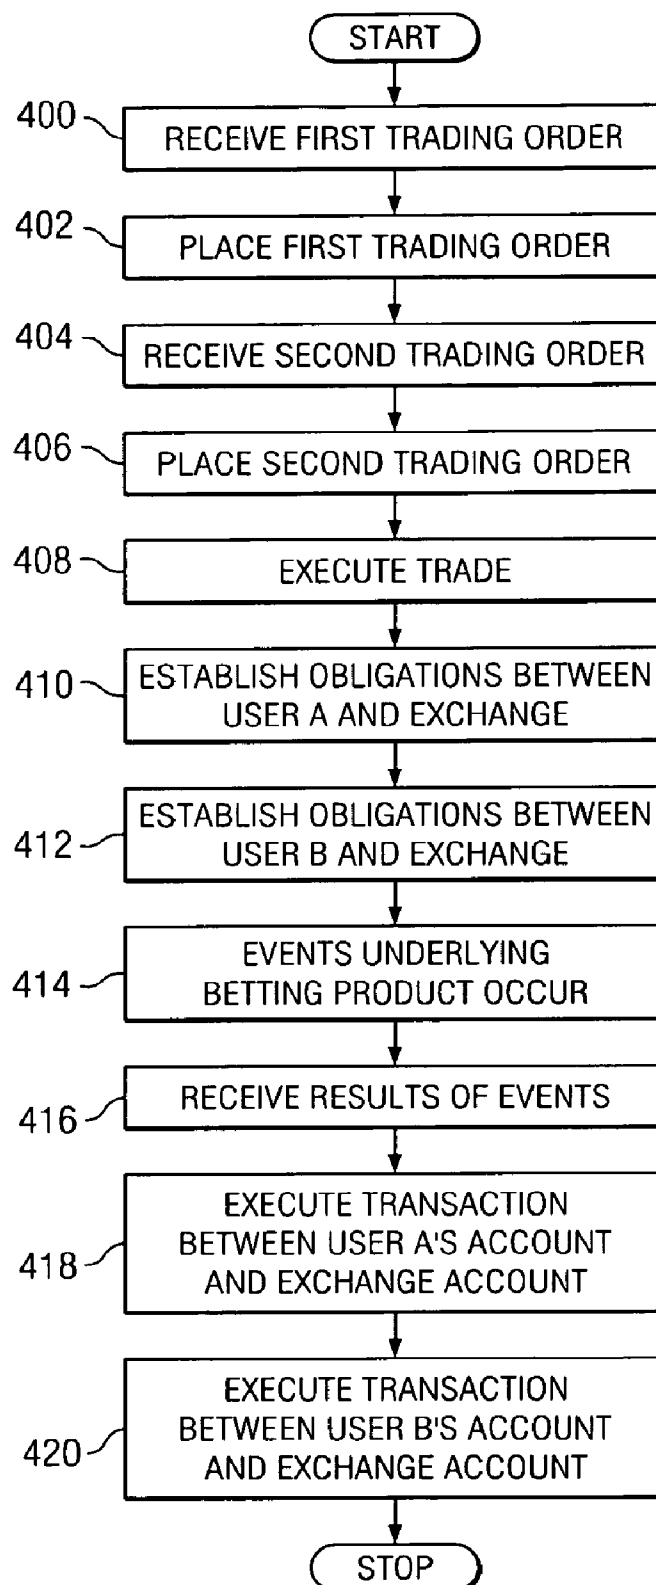 START
400
RECEIVE FIRST TRADING ORDER
402
PLACE FIRST TRADING ORDER
404
RECEIVE SECOND TRADING ORDER
406
PLACE SECOND TRADING ORDER
408
EXECUTE TRADE
410
ESTABLISH OBLIGATIONS BETWEEN
USER A AND EXCHANGE
412
ESTABLISH OBLIGATIONS BETWEEN
USER B AND EXCHANGE
414
EVENTS UNDERLYING
BETTING PRODUCT OCCUR
416
RECEIVE RESULTS OF EVENTS
418
EXECUTE TRANSACTION
BETWEEN USER A'S ACCOUNT
AND EXCHANGE ACCOUNT
420
EXECUTE TRANSACTION
BETWEEN USER B'S ACCOUNT
AND EXCHANGE ACCOUNT
STOP